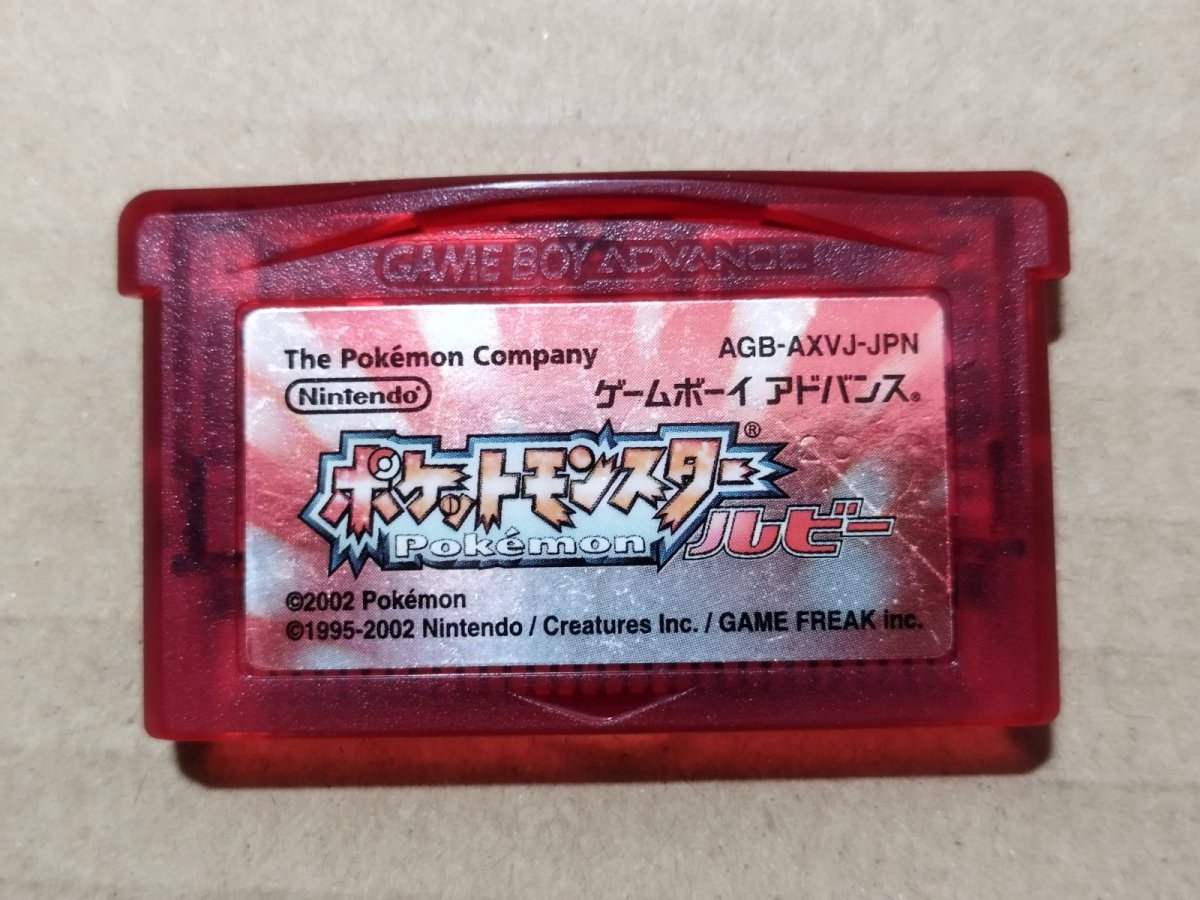 GAME BOY ADVANCE
The Pokémon Company
AGB-AXVJ-JPN
Nintendo®
ゲームボーイ アドバンス®
ポケットモンスター®
Pokémon
ルビー
©2002 Pokémon
©1995-2002 Nintendo / Creatures Inc. / GAME FREAK inc.